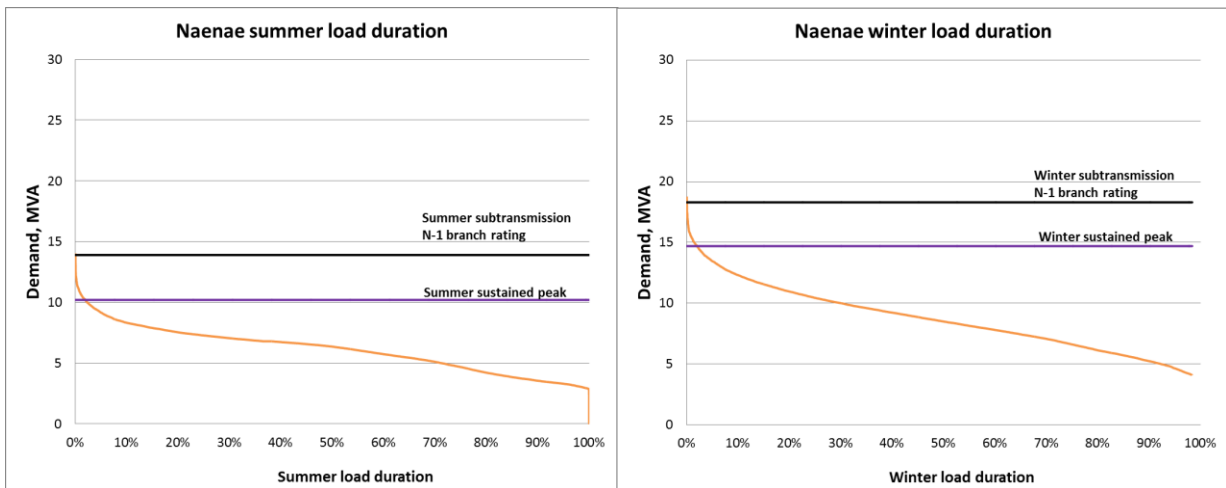 Naenae summer load duration
30
25
20
15
10
5
0
Demand, MVA
Summer subtransmission
N-1 branch rating
Summer sustained peak
0% 10% 20% 30% 40% 50% 60% 70% 80% 90% 100%
Summer load duration
Naenae winter load duration
30
25
20
15
10
5
0
Demand, MVA
Winter subtransmission
N-1 branch rating
Winter sustained peak
0% 10% 20% 30% 40% 50% 60% 70% 80% 90% 100%
Winter load duration